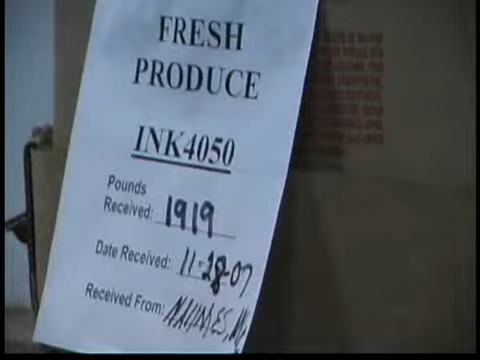 FRESH
PRODUCE
INK4050
Pounds
Received: 1919
Date Received: 11-28-07
Received From: